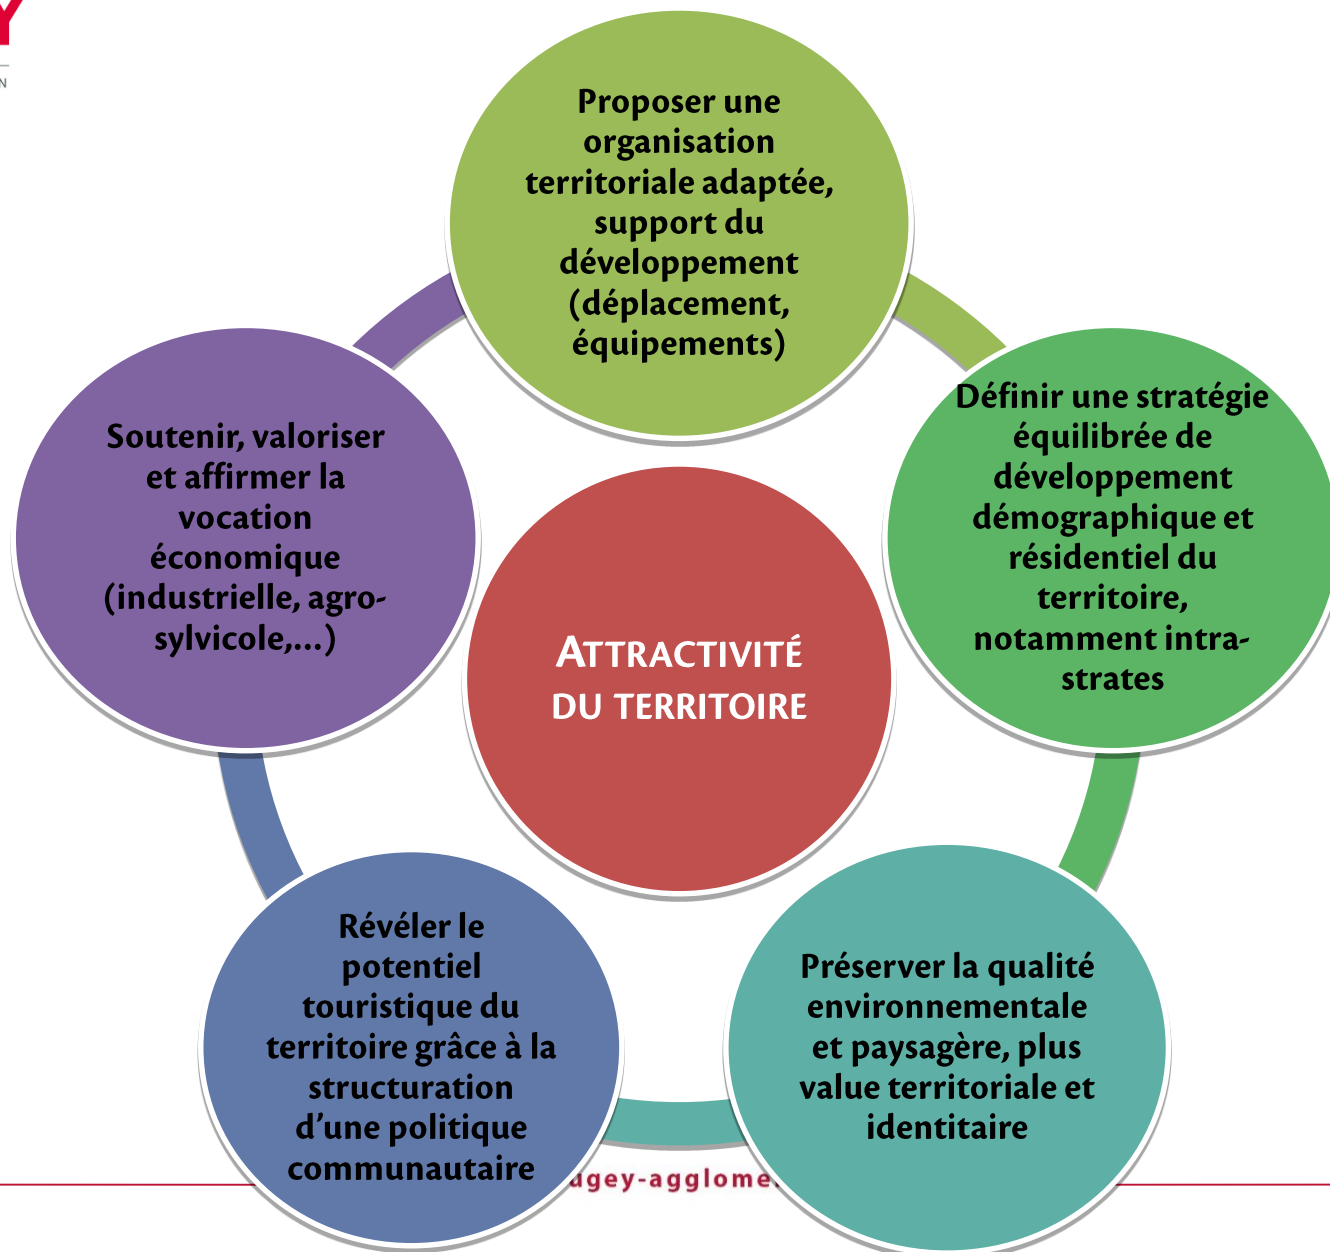 Y
N
Proposer une
organisation
territoriale adaptée,
support du
développement
(déplacement,
équipements)
Définir une stratégie
équilibrée de
développement
démographique et
résidentiel du
territoire,
notamment intra-
strates
Soutenir, valoriser
et affirmer la
vocation
économique
(industrielle, agro-
sylvicole,...)
ATTRACTIVITÉ
DU TERRITOIRE
Révéler le
potentiel
touristique du
territoire grâce à la
structuration
d’une politique
communautaire
Préserver la qualité
environnementale
et paysagère, plus
value territoriale et
identitaire